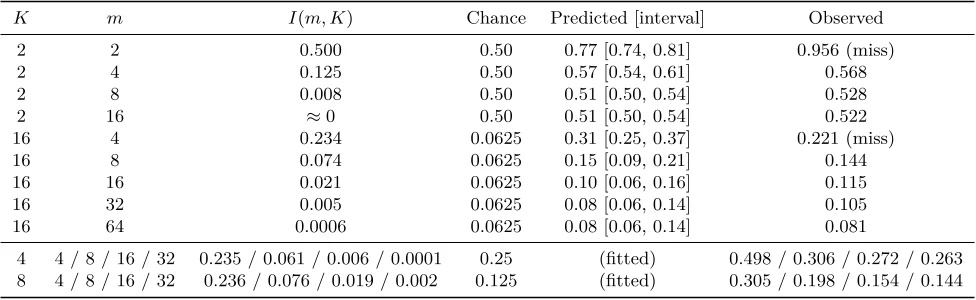 K m I(m, K) Chance Predicted [interval] Observed
2 2 0.500 0.50 0.77 [0.74, 0.81] 0.956 (miss)
2 4 0.125 0.50 0.57 [0.54, 0.61] 0.568
2 8 0.008 0.50 0.51 [0.50, 0.54] 0.528
2 16 ≈ 0 0.50 0.51 [0.50, 0.54] 0.522
16 4 0.234 0.0625 0.31 [0.25, 0.37] 0.221 (miss)
16 8 0.074 0.0625 0.15 [0.09, 0.21] 0.144
16 16 0.021 0.0625 0.10 [0.06, 0.16] 0.115
16 32 0.005 0.0625 0.08 [0.06, 0.14] 0.105
16 64 0.0006 0.0625 0.08 [0.06, 0.14] 0.081
4 4 / 8 / 16 / 32 0.235 / 0.061 / 0.006 / 0.0001 0.25 (fitted) 0.498 / 0.306 / 0.272 / 0.263
8 4 / 8 / 16 / 32 0.236 / 0.076 / 0.019 / 0.002 0.125 (fitted) 0.305 / 0.198 / 0.154 / 0.144